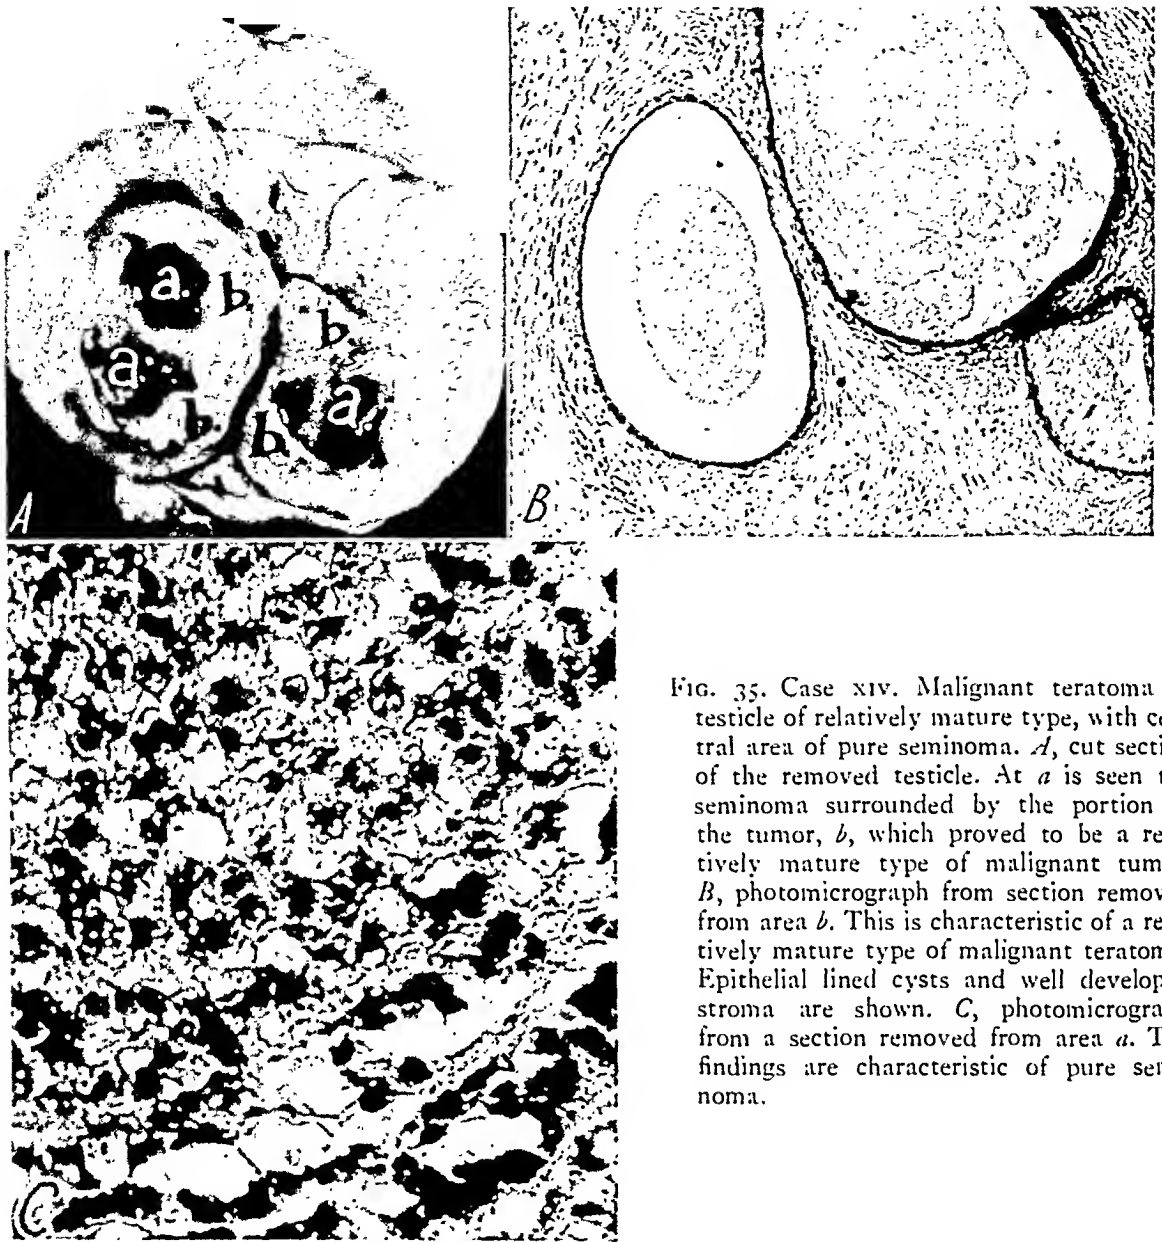 A
a.
b.
a.
b.
b.
a.
b.
B
C
FIG. 35. Case XIV. Malignant teratoma
testicle of relatively mature type, with ce
tral area of pure seminoma. A, cut secti
of the removed testicle. At a is seen t
seminoma surrounded by the portion
the tumor, b, which proved to be a re
tively mature type of malignant tum
B, photomicrograph from section remov
from area b. This is characteristic of a re
tively mature type of malignant teraton
Epithelial lined cysts and well develop
stroma are shown. C, photomicrogra
from a section removed from area a. T
findings are characteristic of pure sem
noma.